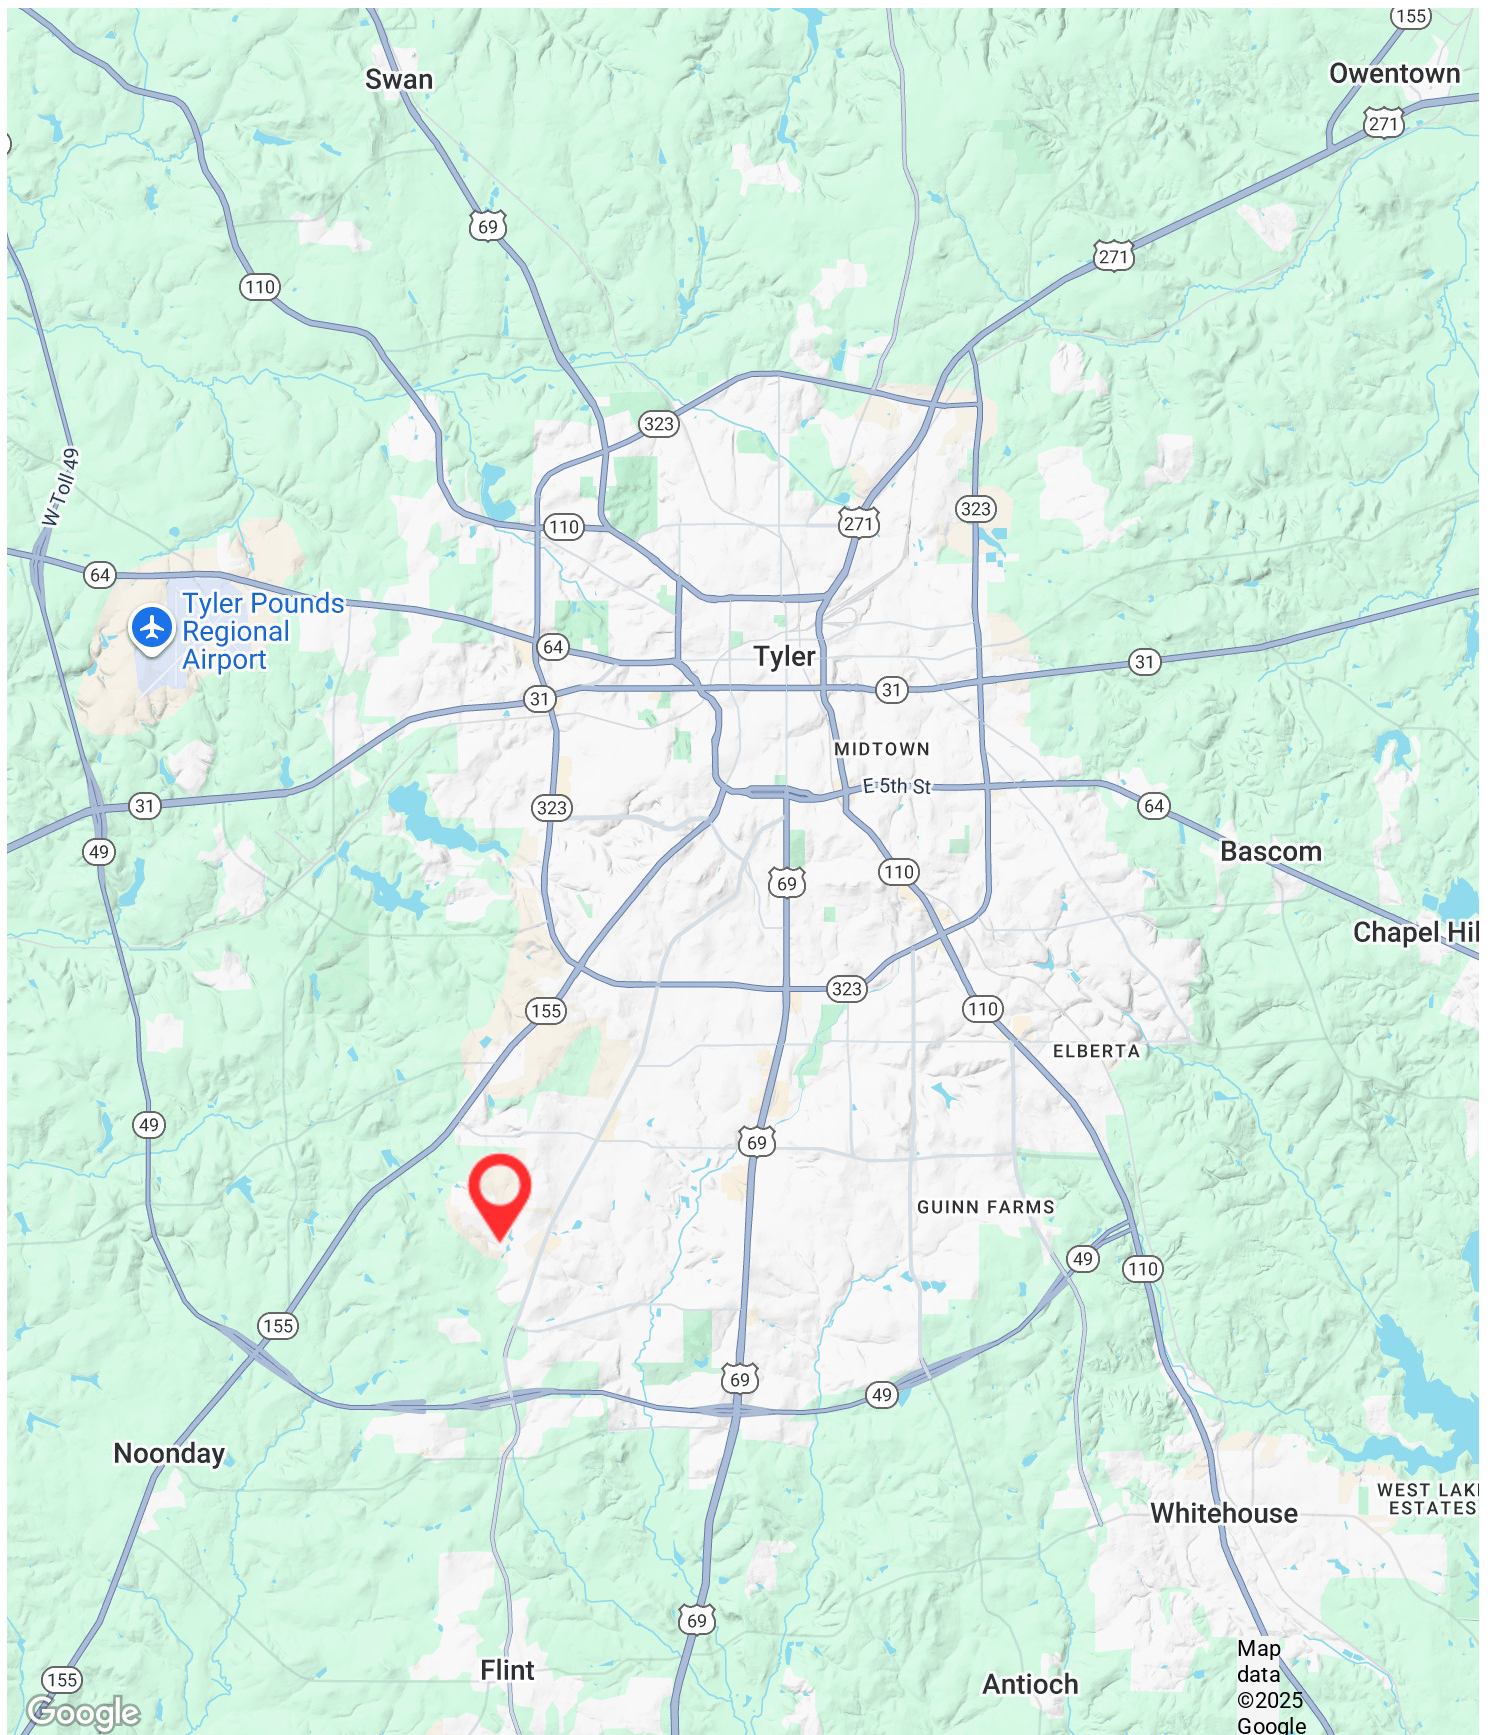 155
Swan
Owentown
271
69
271
110
323
W Toll 49
323
271
110
64
Tyler Pounds
Regional
Airport
64
Tyler
31
31
31
MIDTOWN
E 5th St
31
323
64
49
Bascom
110
69
Chapel Hil
323
155
110
ELBERTA
49
69
GUINN FARMS
49
110
155
69
49
Noonday
WEST LAK
ESTATES
Whitehouse
69
Map
data
©2025
Google
Flint
155
Antioch
Google